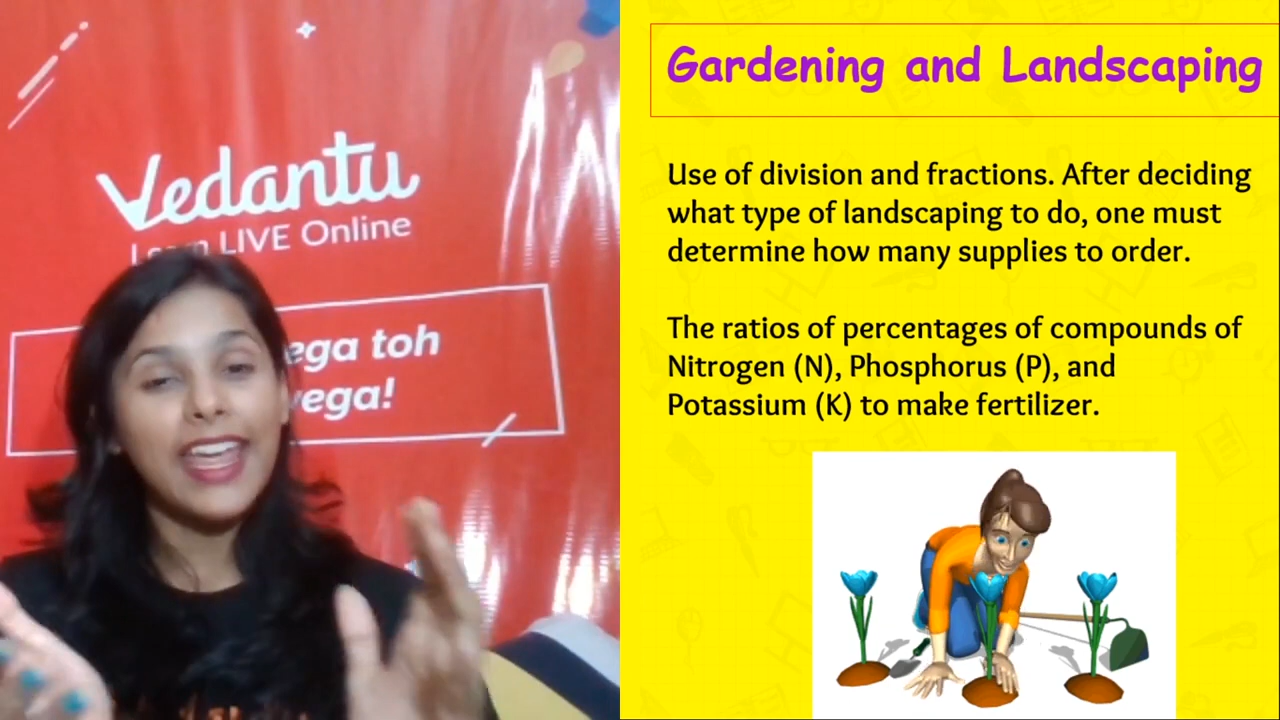 Vedantu
LIVE Online
ega toh
vega!
Gardening and Landscaping
Use of division and fractions. After deciding
what type of landscaping to do, one must
determine how many supplies to order.
The ratios of percentages of compounds of
Nitrogen (N), Phosphorus (P), and
Potassium (K) to make fertilizer.